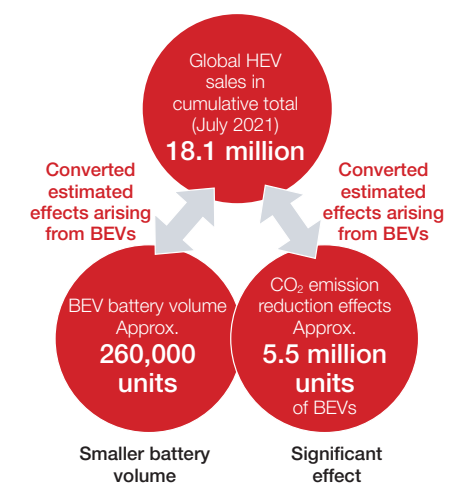 Global HEV
sales in
cumulative total
(July 2021)
18.1 million
Converted
estimated
effects arising
from BEVs
Converted
estimated
effects arising
from BEVs
BEV battery volume
Approx.
260,000
units
CO₂ emission
reduction effects
Approx.
5.5 million
units
of BEVs
Smaller battery
volume
Significant
effect